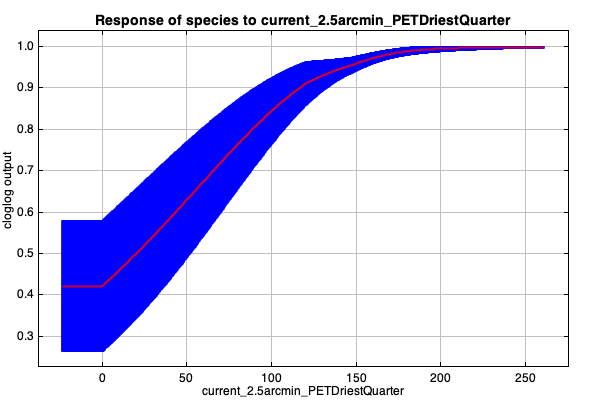 Response of species to current_2.5arcmin_PETDriestQuarter
cloglog output
1.0
0.9
0.8
0.7
0.6
0.5
0.4
0.3
0 50 100 150 200 250
current_2.5arcmin_PETDriestQuarter